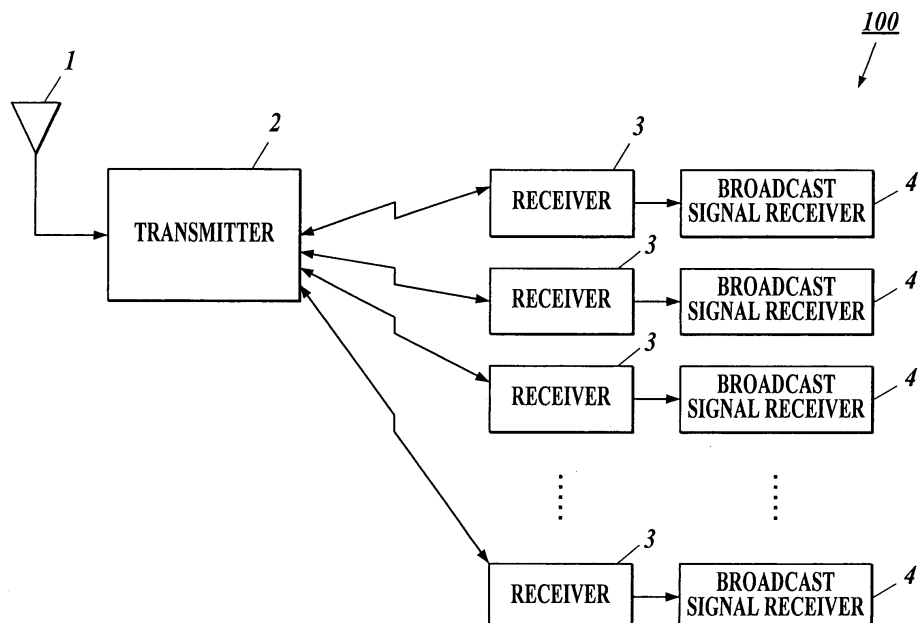 100
1
2
TRANSMITTER
3
RECEIVER
BROADCAST
SIGNAL RECEIVER
4
3
RECEIVER
BROADCAST
SIGNAL RECEIVER
4
3
RECEIVER
BROADCAST
SIGNAL RECEIVER
4
3
RECEIVER
BROADCAST
SIGNAL RECEIVER
4